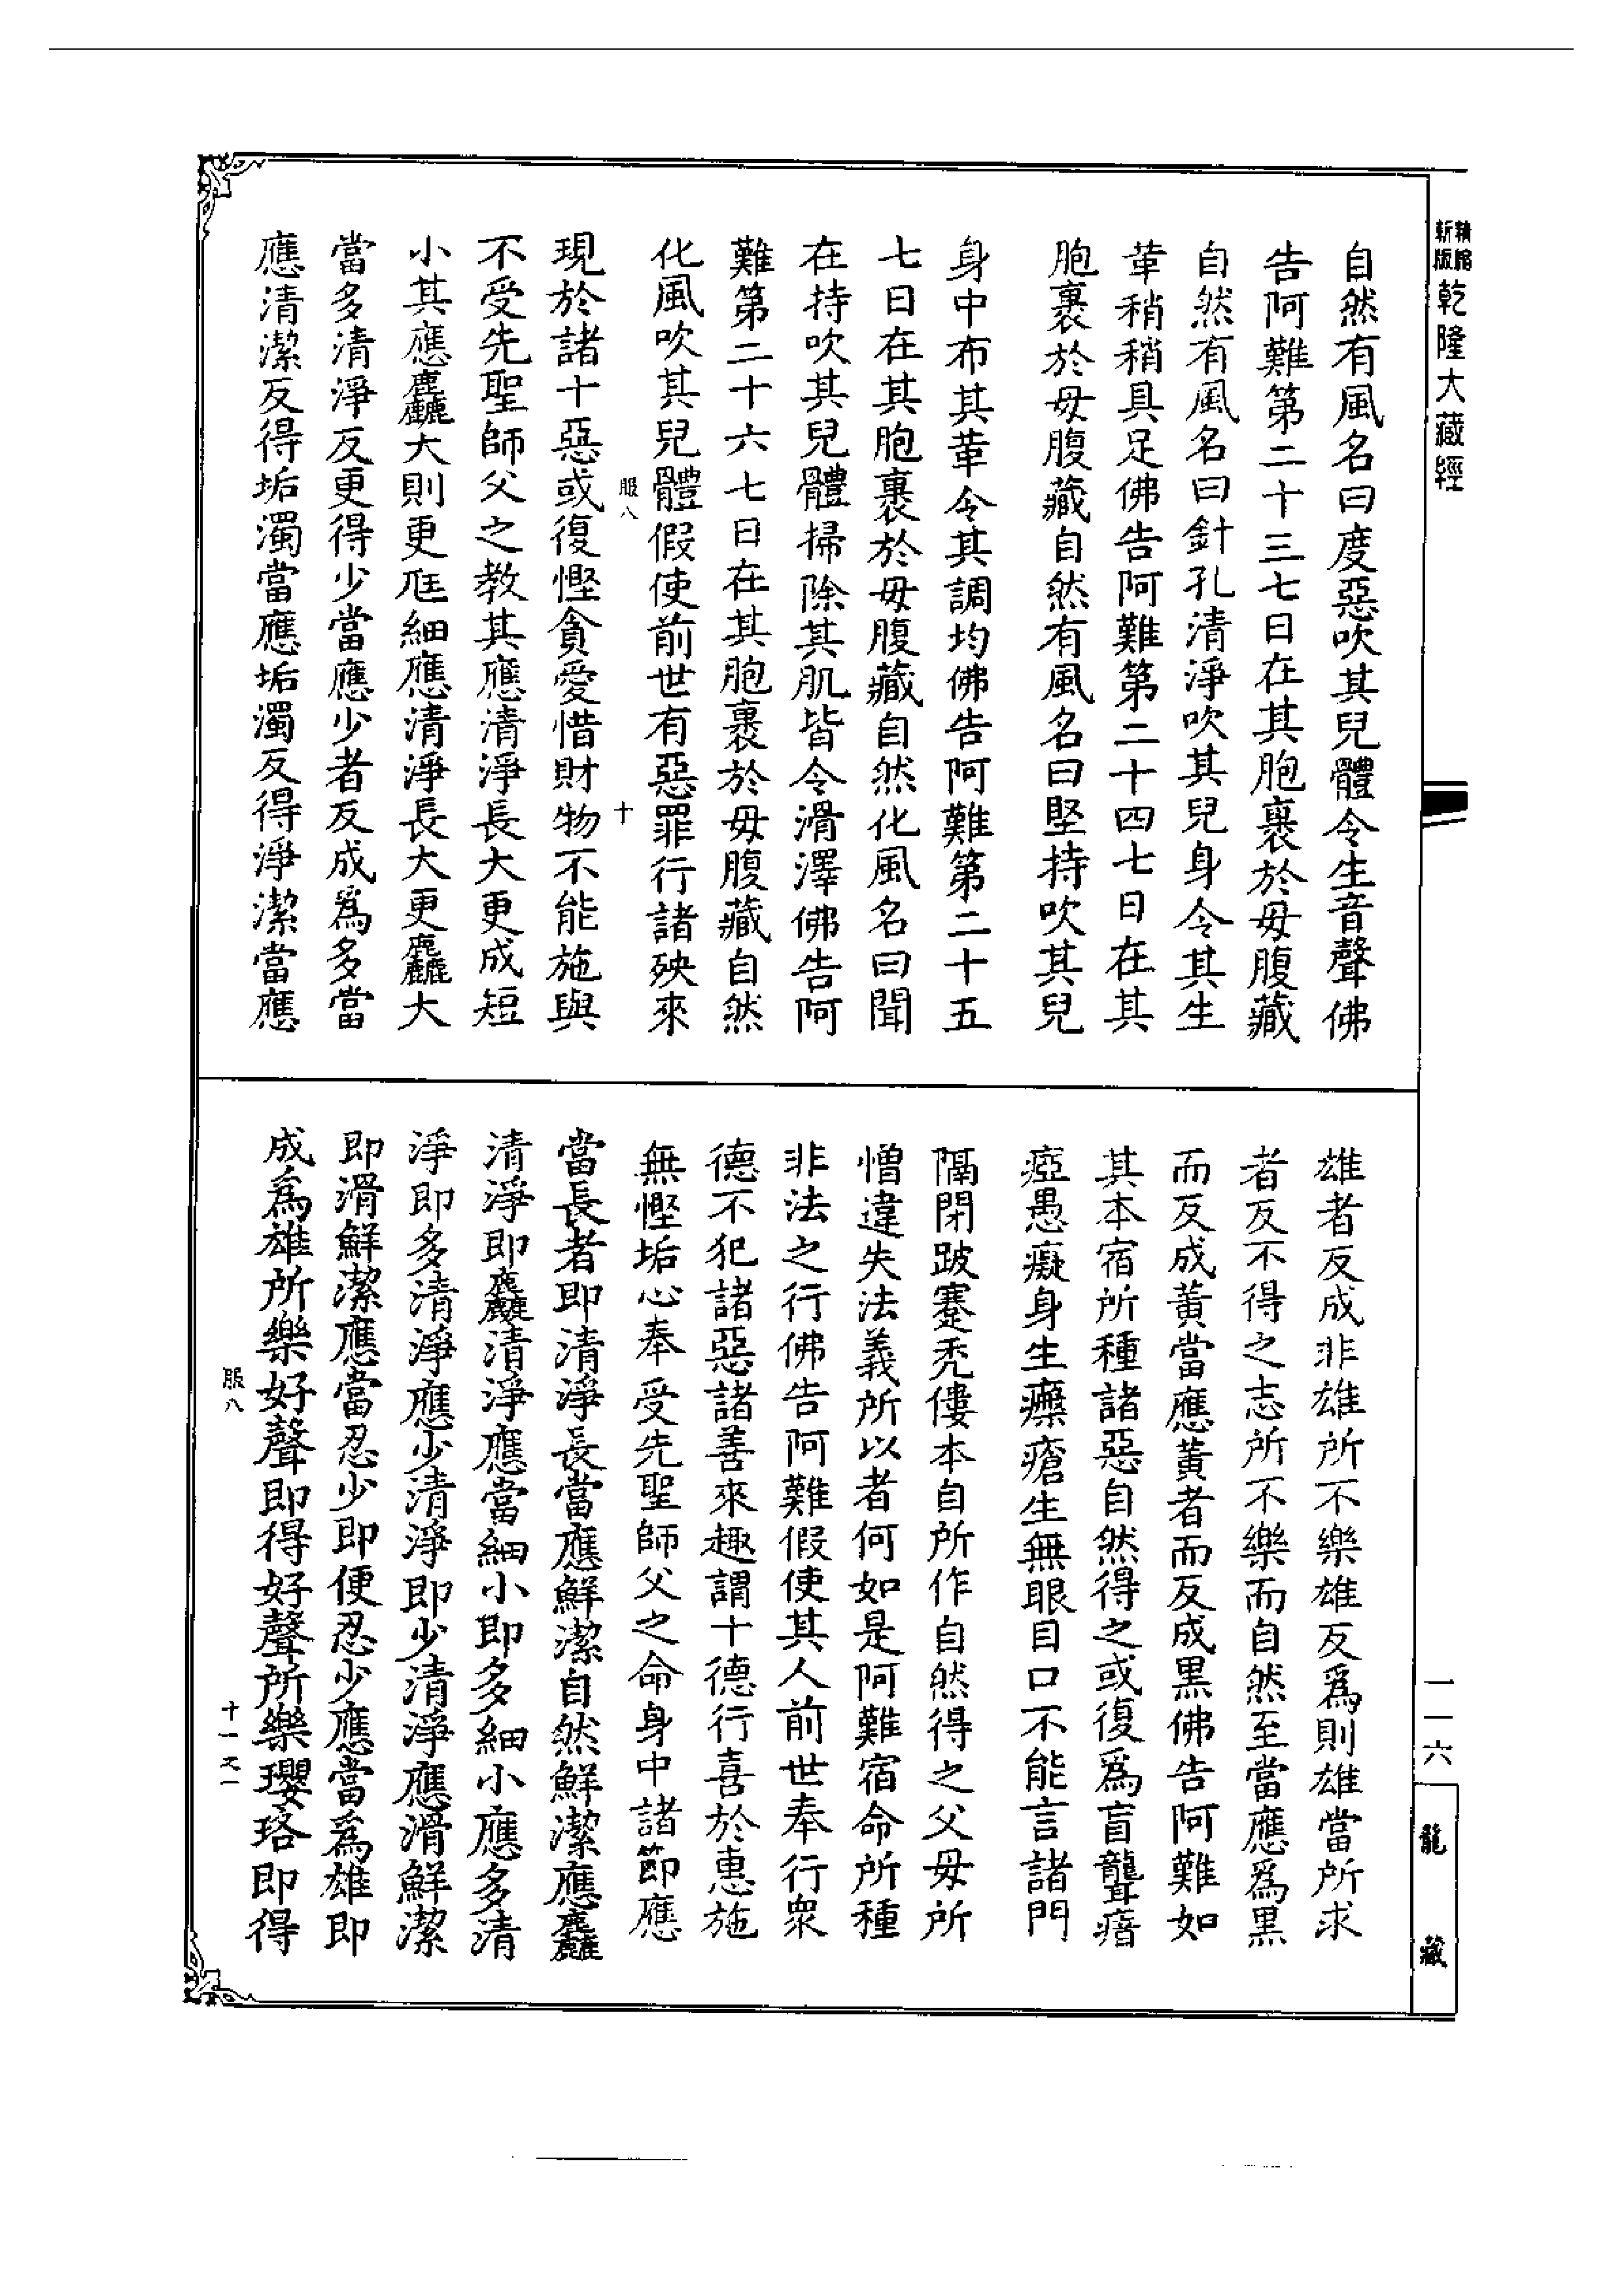 新版精縮乾隆大藏經
自然有風名曰度惡吹其兒體令生音聲佛
告阿難第二十三七日在其胞裹於母腹藏
自然有風名曰針孔清淨吹其兒身令其生
革稍稍具足佛告阿難第二十四七日在其
胞裹於母腹藏自然有風名曰堅持吹其兒
身中布其革令其調均佛告阿難第二十五
七日在其胞裹於母腹藏自然化風名曰聞
在持吹其兒體掃除其肌皆令滑澤佛告阿
難第二十六七日在其胞裹於母腹藏自然
化風吹其兒體假使前世有惡罪行諸殃來
服八 十
現於諸十惡或復慳貪愛惜財物不能施與
不受先聖師父之教其應清淨長大更成短
小其應麤大則更尫細應清淨長大更麤大
當多清淨反更得少當應少者反成爲多當
應清潔反得垢濁當應垢濁反得淨潔當應
雄者反成非雄所不樂雄反爲則雄當所求
者反不得之志所不樂而自然至當應爲黑
而反成黃當應黃者而反成黑佛告阿難如
其本宿所種諸惡自然得之或復爲盲聾瘖
瘂愚癡身生癰瘡生無眼目口不能言諸門
隔閉跛蹇禿僂本自所作自然得之父母所
憎違失法義所以者何如是阿難宿命所種
非法之行佛告阿難假使其人前世奉行衆
德不犯諸惡諸善來趣謂十德行喜於惠施
無慳垢心奉受先聖師父之命身中諸節應
當長者即清淨長當應鮮潔自然鮮潔應麤
清淨即麤清淨應當細小即多細小應多清
淨即多清淨應少清淨即少清淨應滑鮮潔
即滑鮮潔應當忍少即便忍少應當爲雄即
成爲雄所樂好聲即得好聲所樂瓔珞即得
服八 十一之一
一一六
龍藏